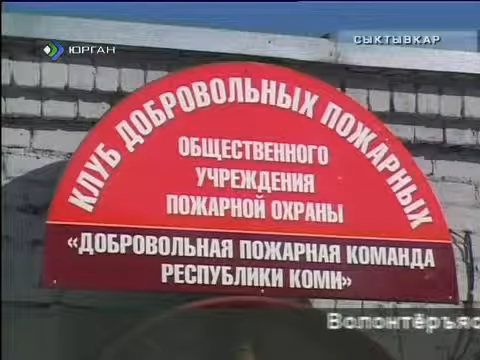 ЮРГАН
СЫКТЫВКАР
КЛУБ ДОБРОВОЛЬНЫХ ПОЖАРНЫХ
ОБЩЕСТВЕННОГО
УЧРЕЖДЕНИЯ
ПОЖАРНОЙ ОХРАНЫ
«ДОБРОВОЛЬНАЯ ПОЖАРНАЯ КОМАНДА
РЕСПУБЛИКИ КОМИ»